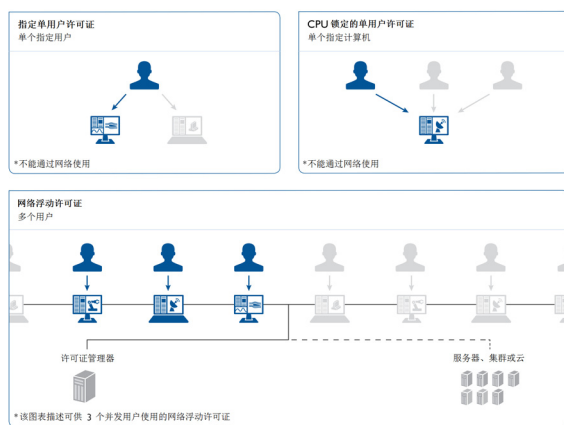 指定单用户许可证
单个指定用户
*不能通过网络使用
CPU 锁定的单用户许可证
单个指定计算机
*不能通过网络使用
网络浮动许可证
多个用户
许可证管理器
服务器、集群或云
*该图表描述可供 3 个并发用户使用的网络浮动许可证